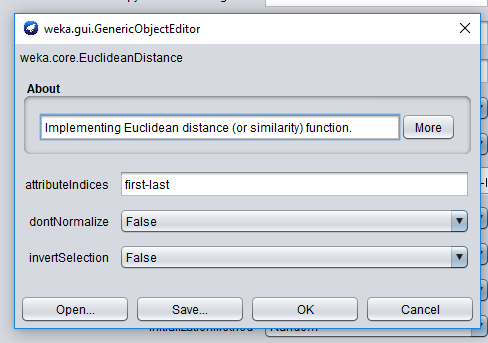 weka.gui.GenericObjectEditor
weka.core.EuclideanDistance
About
Implementing Euclidean distance (or similarity) function.
More
attributeIndices first-last
dontNormalize False
invertSelection False
Open... Save... OK Cancel